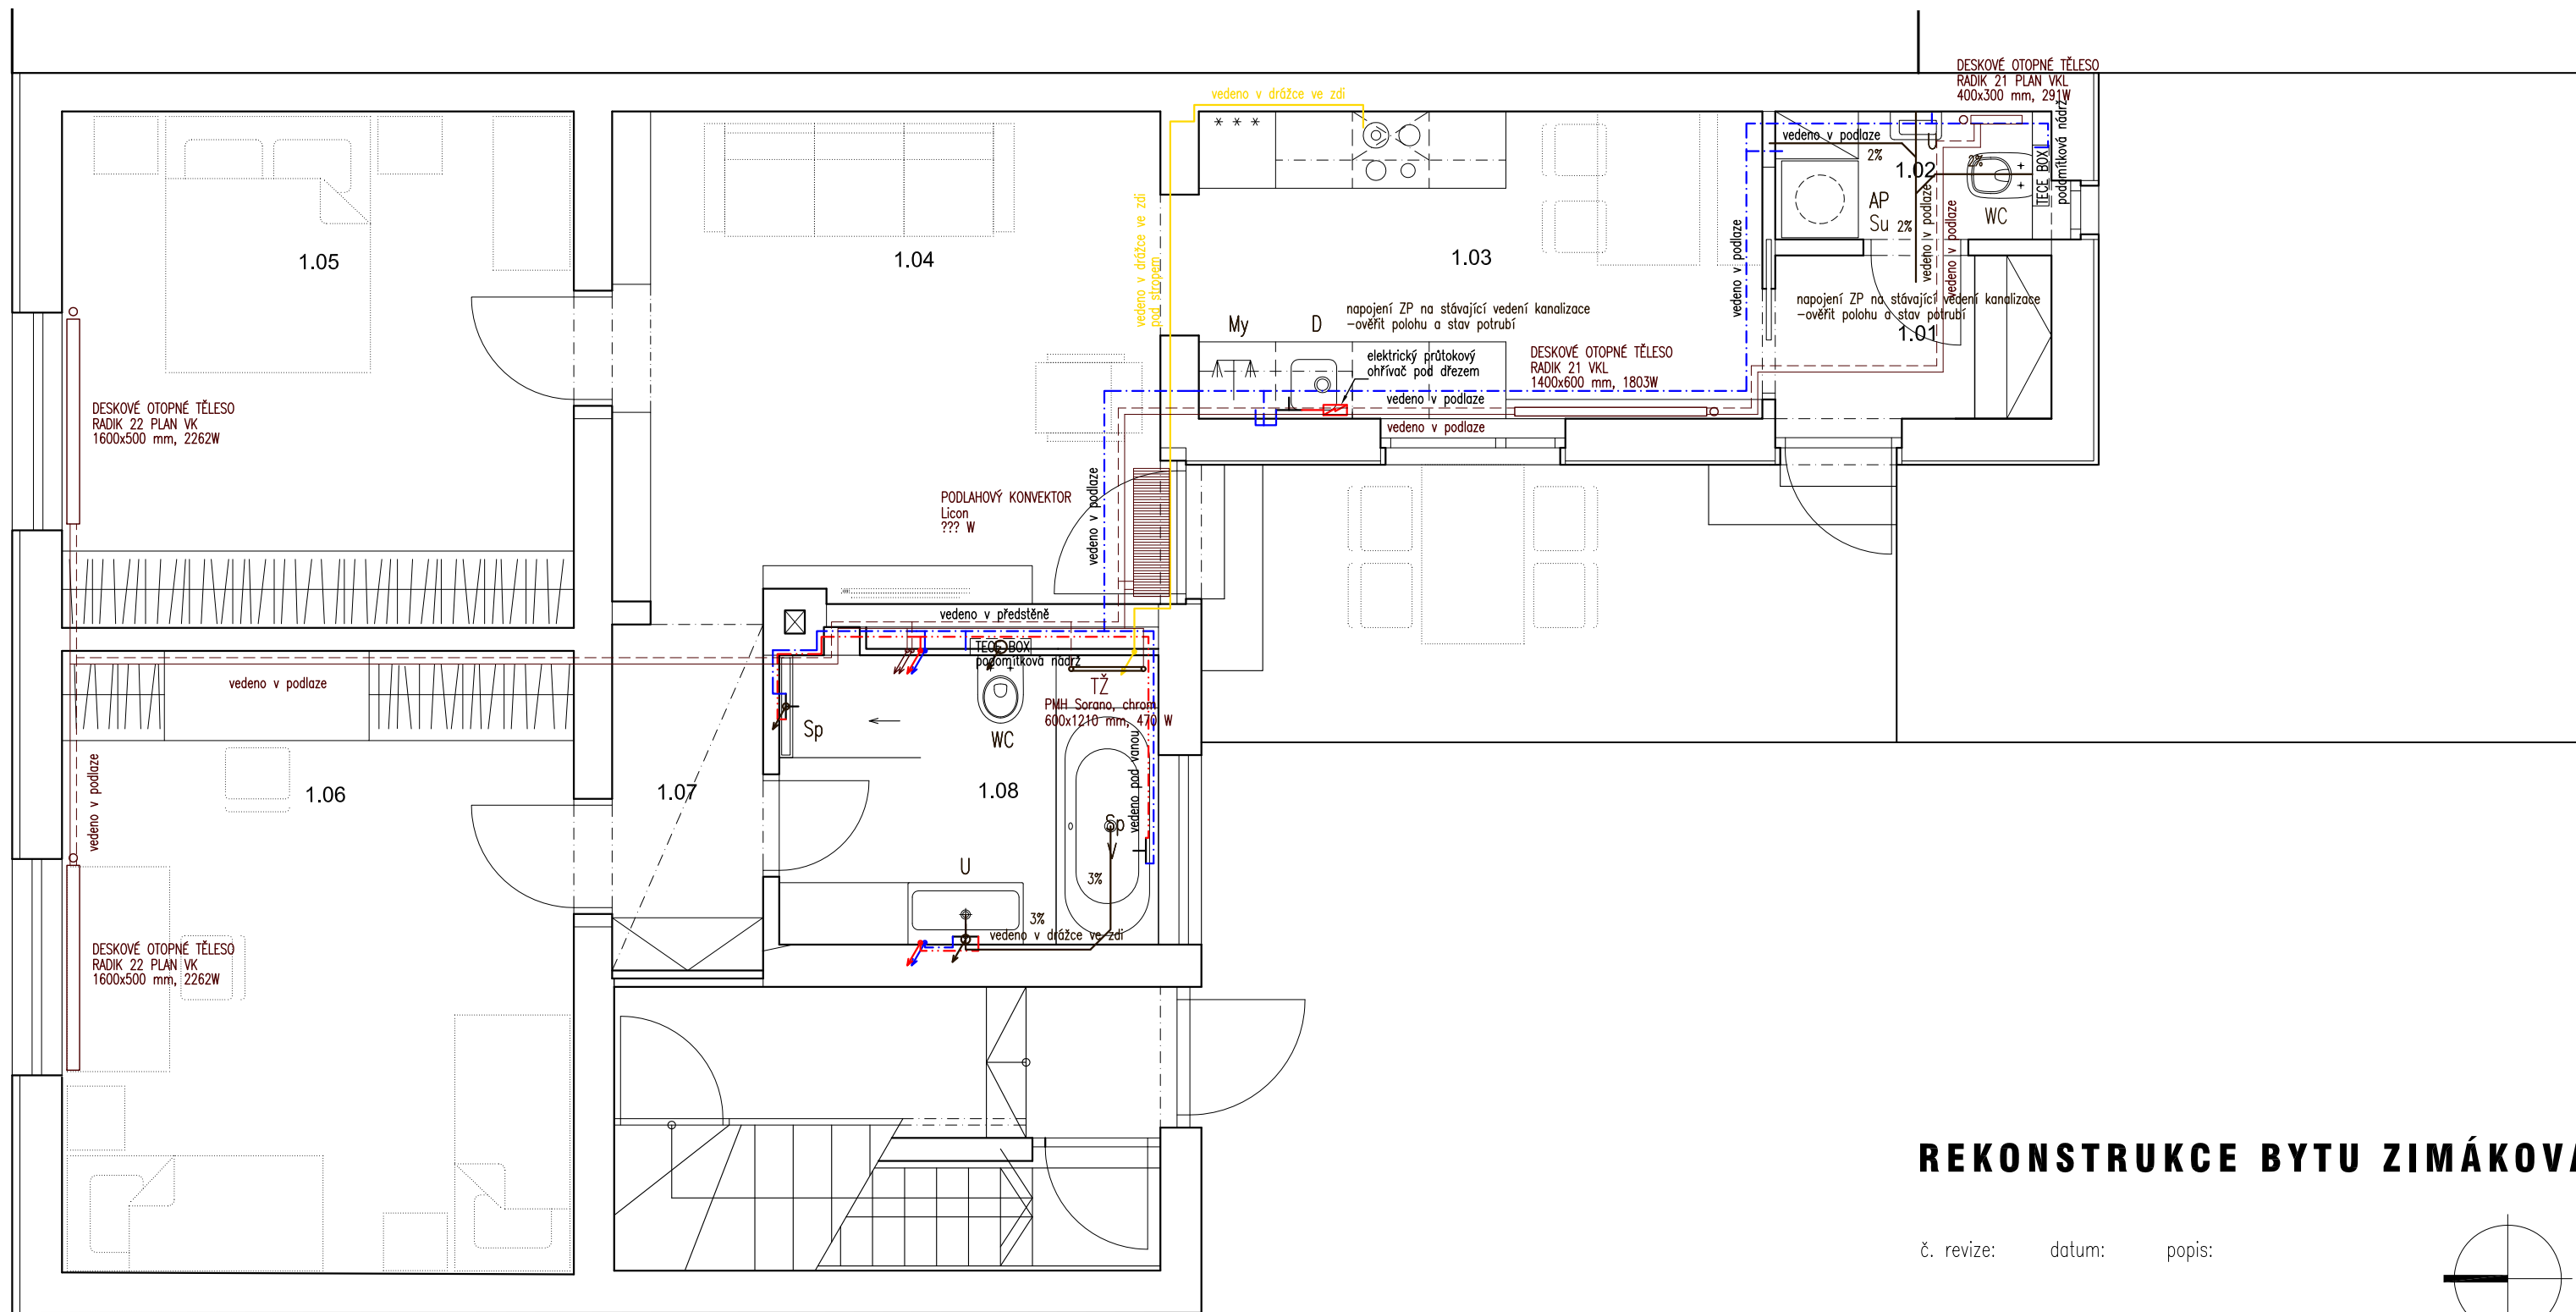 DESKOVÉ OTOPNÉ TĚLESO
RADIK 21 PLAN VKL
400x300 mm, 291W
vedeno v drážce ve zdi
* * *
vedeno v podlaze
2%
U
2%
1.02
TECE BOX
podomítková nádrž
AP
Su
2%
WC
vedeno v podlaze
vedeno v podlaze
vedeno v drážce ve zdi
pod stropem
vedeno v podlaze
1.05
1.04
1.03
napojení ZP na stávající vedení kanalizace
-ověřit polohu a stav potrubí
napojení ZP na stávající vedení kanalizace
-ověřit polohu a stav potrubí
1.01
My
D
elektrický průtokový
ohřívač pod dřezem
DESKOVÉ OTOPNÉ TĚLESO
RADIK 21 VKL
1400x600 mm, 1803W
vedeno v podlaze
vedeno v podlaze
DESKOVÉ OTOPNÉ TĚLESO
RADIK 22 PLAN VK
1600x500 mm, 2262W
PODLAHOVÝ KONVEKTOR
Licon
??? W
vedeno v podlaze
vedeno v předstěně
TECE BOX
podomítková nádrž
vedeno v podlaze
TŽ
PMH Sorano, chrom
600x1210 mm, 470 W
Sp
WC
vedeno pod vanou
vedeno v podlaze
1.06
1.07
1.08
Sp
V
U
3%
3%
vedeno v drážce ve zdi
DESKOVÉ OTOPNÉ TĚLESO
RADIK 22 PLAN VK
1600x500 mm, 2262W
REKONSTRUKCE BYTU ZIMÁKOVA
č. revize: datum: popis: